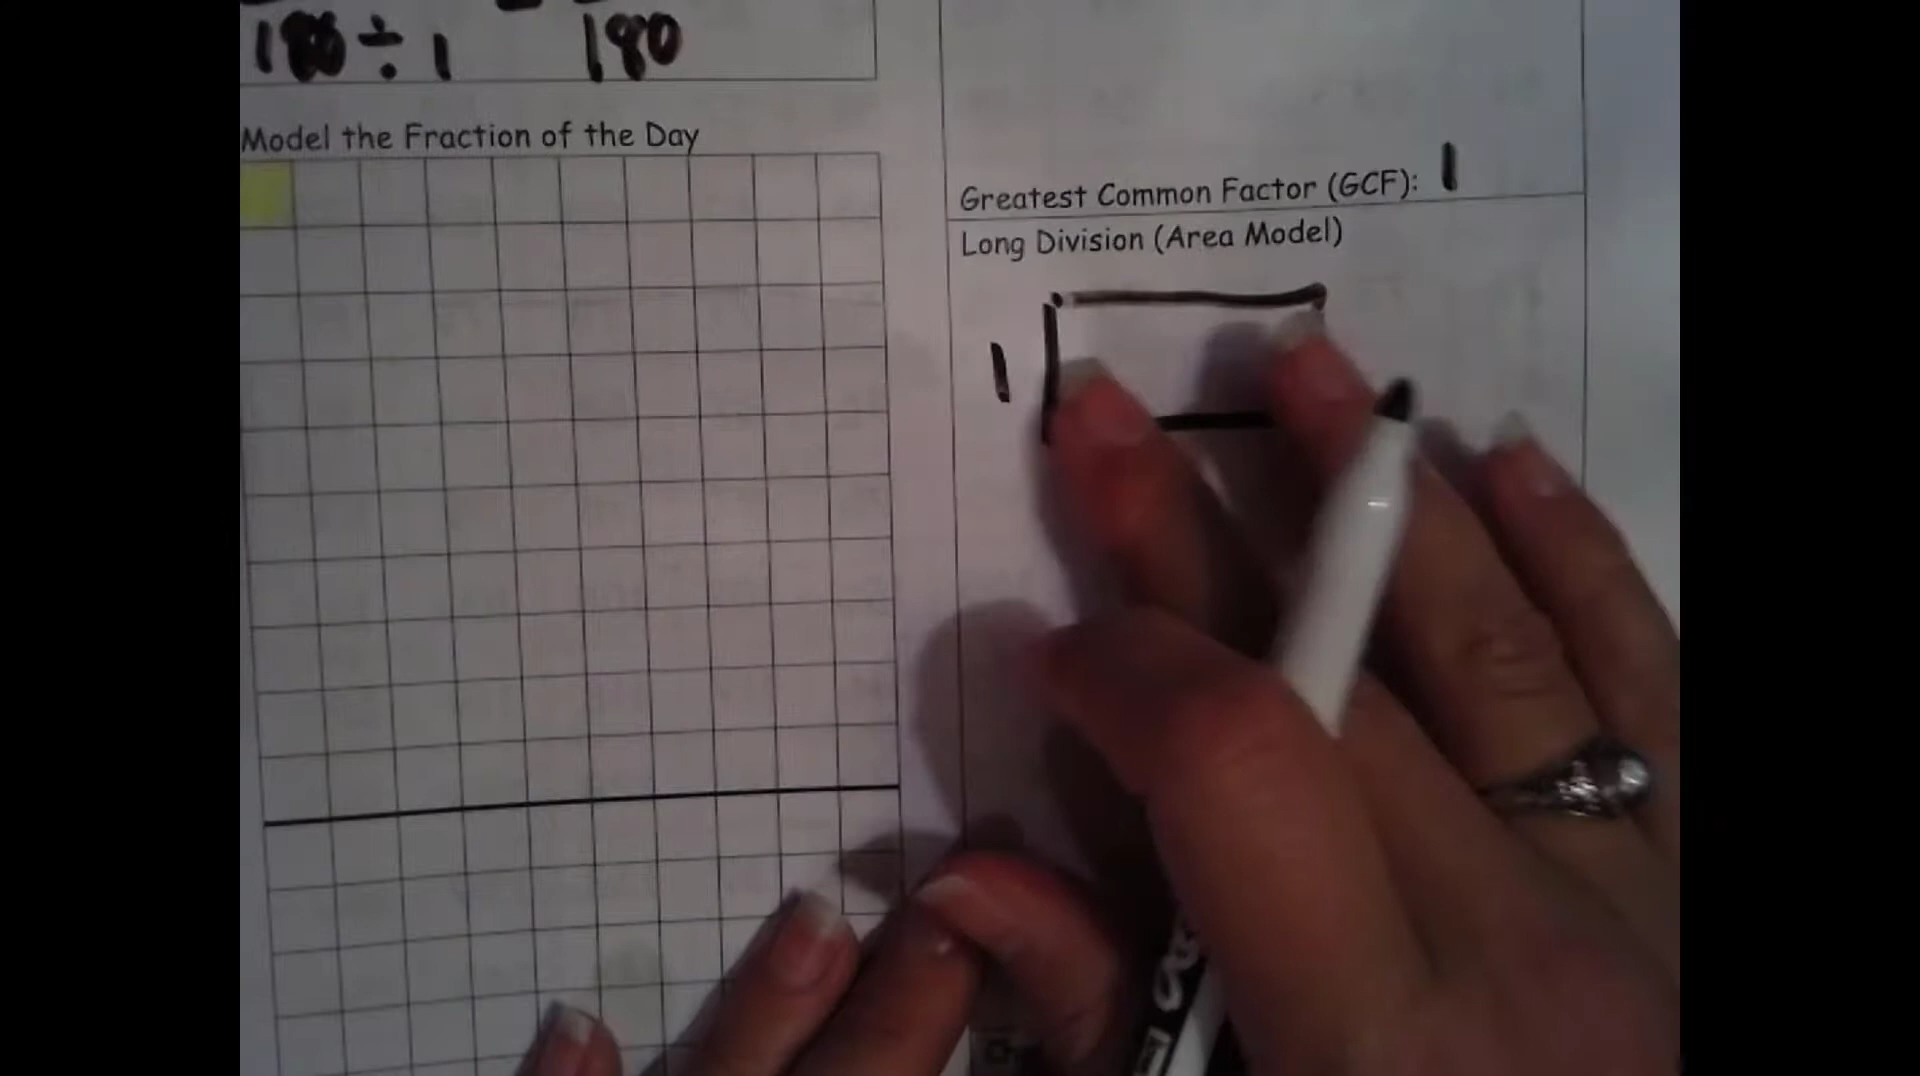 180 ÷ 1
180
Model the Fraction of the Day
Greatest Common Factor (GCF): 1
Long Division (Area Model)
1